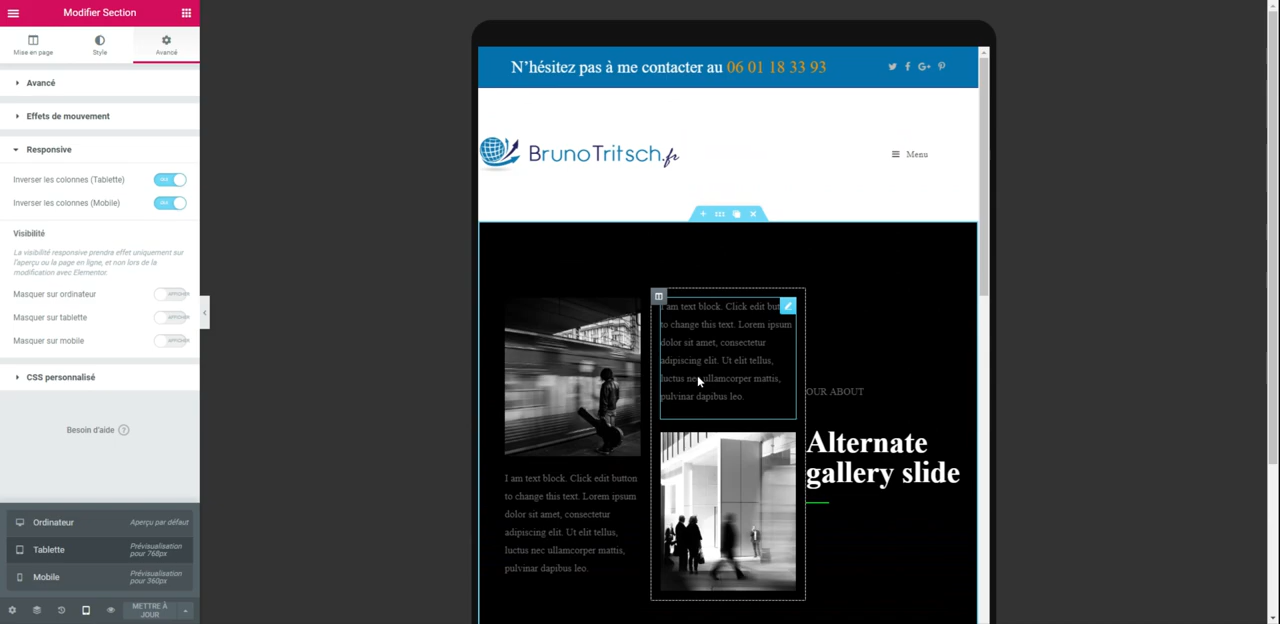 Modifier Section
Mise en page
Style
Avancé
Avancé
Effets de mouvement
Responsive
Inverser les colonnes (Tablette)
OUI
Inverser les colonnes (Mobile)
OUI
Visibilité
La visibilité responsive prendra effet uniquement sur
l'aperçu ou la page en ligne, et non lors de la
modification avec Elementor.
Masquer sur ordinateur
AFFICHER
Masquer sur tablette
AFFICHER
Masquer sur mobile
AFFICHER
CSS personnalisé
Besoin d'aide ?
Ordinateur
Aperçu par défaut
Tablette
Prévisualisation
pour 768px
Mobile
Prévisualisation
pour 360px
METTRE À
JOUR
N'hésitez pas à me contacter au 06 01 18 33 93
BrunoTritsch.fr
Menu
I am text block. Click edit button
to change this text. Lorem ipsum
dolor sit amet, consectetur
adipiscing elit. Ut elit tellus,
luctus nec ullamcorper mattis,
pulvinar dapibus leo.
I am text block. Click edit but
to change this text. Lorem ipsum
dolor sit amet, consectetur
adipiscing elit. Ut elit tellus,
luctus nec ullamcorper mattis,
pulvinar dapibus leo.
OUR ABOUT
Alternate
gallery slide